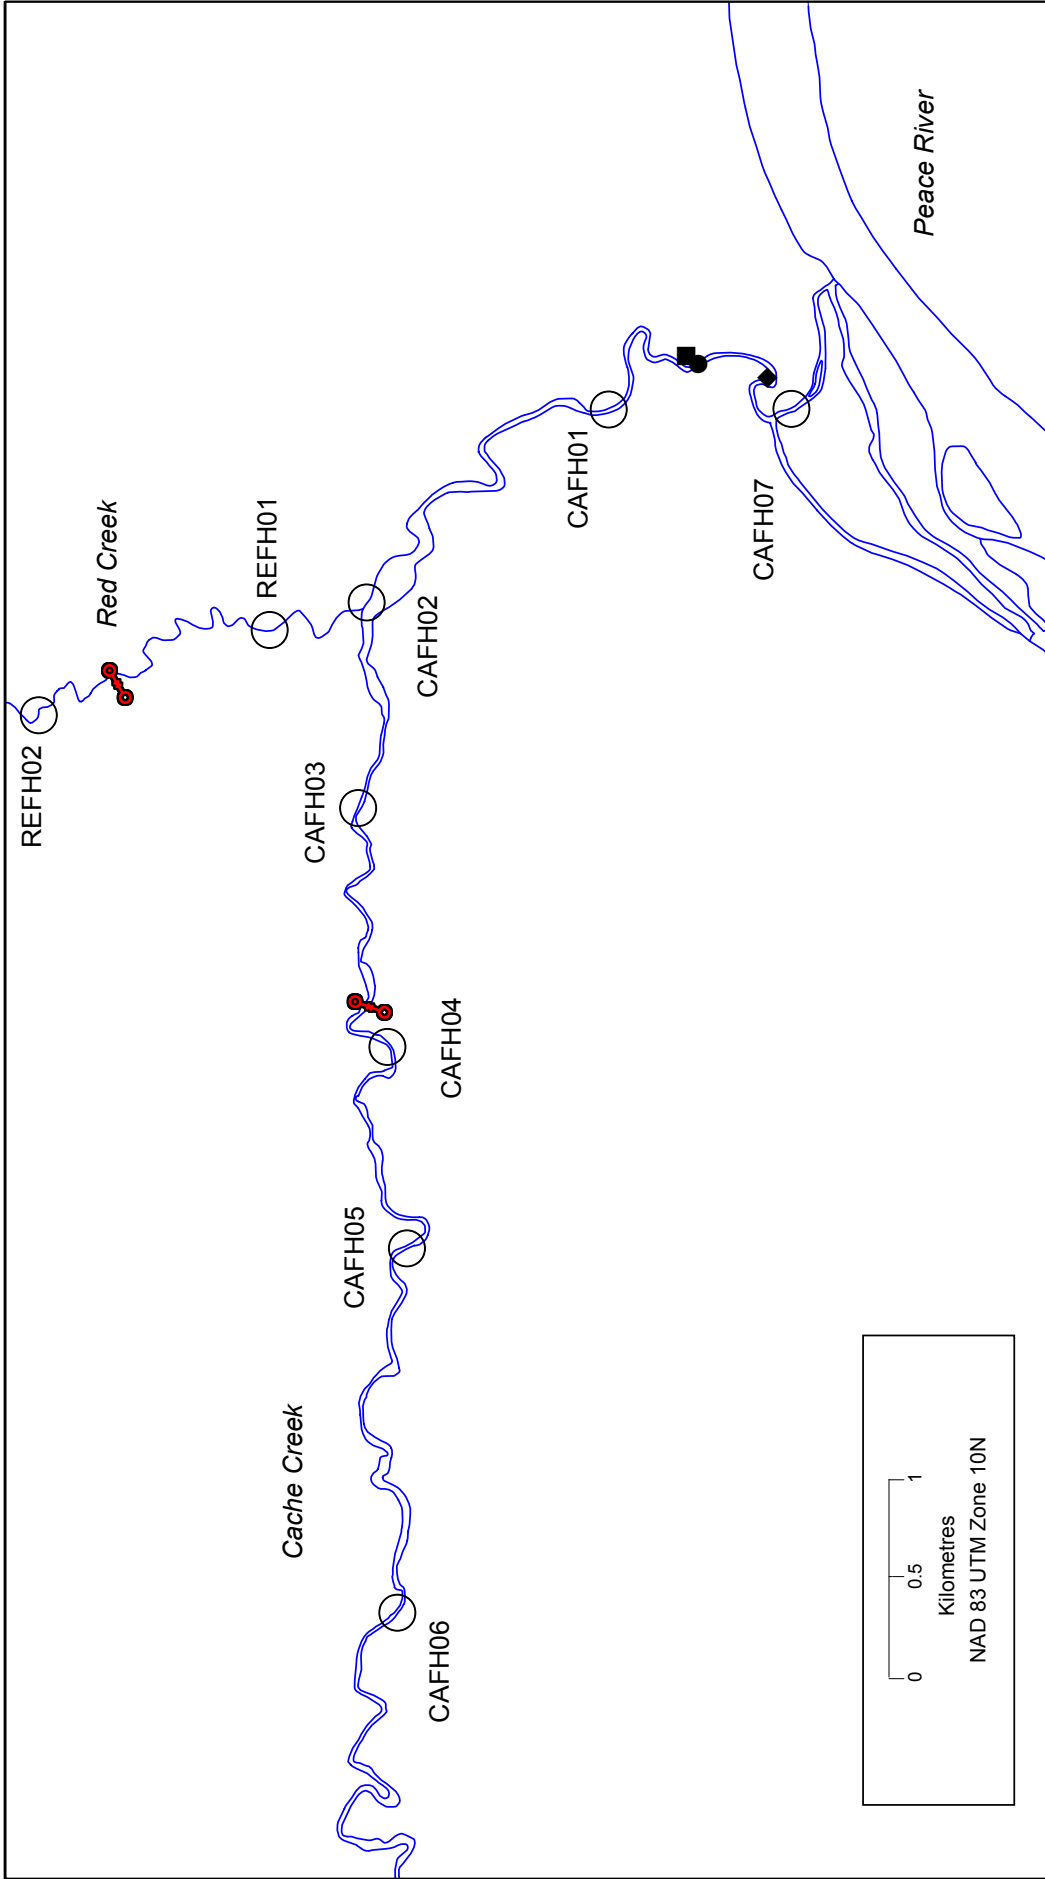 REFH02
Red Creek
REFH01
CAFH02
CAFH03
CAFH04
CAFH05
Cache Creek
CAFH06
CAFH01
CAFH07
Peace River
0 0.5 1
Kilometres
NAD 83 UTM Zone 10N